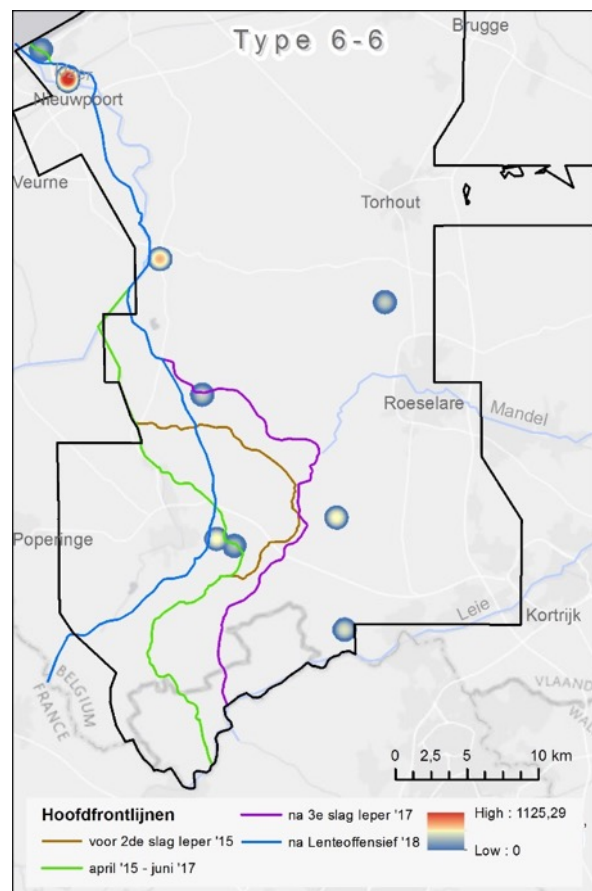 Type 6-6
Brugge
Nieuwpoort
Veurne
Torhout
Roeselare
Mandel
Poperinge
Leie
Kortrijk
BELGIUM
FRANCE
VLAAND
WAL
0 2,5 5 10 km
Hoofdfrontlijnen
voor 2de slag Ieper '15
april '15 - juni '17
na 3e slag Ieper '17
na Lenteoffensief '18
High : 1125,29
Low : 0